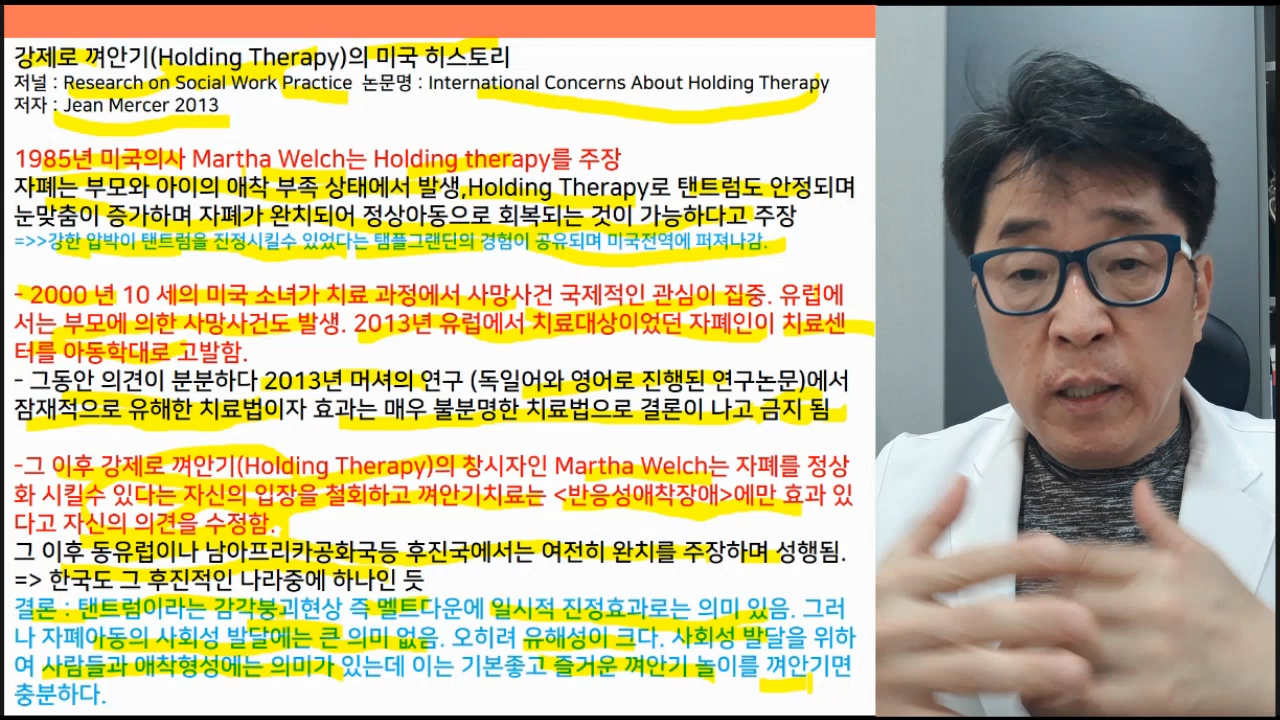 강제로 껴안기(Holding Therapy)의 미국 히스토리
저널 : Research on Social Work Practice 논문명 : International Concerns About Holding Therapy
저자 : Jean Mercer 2013
1985년 미국의사 Martha Welch는 Holding therapy를 주장
자폐는 부모와 아이의 애착 부족 상태에서 발생,Holding Therapy로 탠트럼도 안정되며
눈맞춤이 증가하며 자폐가 완치되어 정상아동으로 회복되는 것이 가능하다고 주장
=>>강한 압박이 탠트럼을 진정시킬수 있었다는 탬플그랜딘의 경험이 공유되며 미국전역에 퍼져나감.
- 2000 년 10 세의 미국 소녀가 치료 과정에서 사망사건 국제적인 관심이 집중. 유럽에
서는 부모에 의한 사망사건도 발생. 2013년 유럽에서 치료대상이었던 자폐인이 치료센
터를 아동학대로 고발함.
- 그동안 의견이 분분하다 2013년 머셔의 연구 (독일어와 영어로 진행된 연구논문)에서
잠재적으로 유해한 치료법이자 효과는 매우 불분명한 치료법으로 결론이 나고 금지 됨
-그 이후 강제로 껴안기(Holding Therapy)의 창시자인 Martha Welch는 자폐를 정상
화 시킬수 있다는 자신의 입장을 철회하고 껴안기치료는 <반응성애착장애>에만 효과 있
다고 자신의 의견을 수정함.
그 이후 동유럽이나 남아프리카공화국등 후진국에서는 여전히 완치를 주장하며 성행됨.
=> 한국도 그 후진적인 나라중에 하나인 듯
결론 : 탠트럼이라는 감각붕괴현상 즉 멜트다운에 일시적 진정효과로는 의미 있음. 그러
나 자폐아동의 사회성 발달에는 큰 의미 없음. 오히려 유해성이 크다. 사회성 발달을 위하
여 사람들과 애착형성에는 의미가 있는데 이는 기본좋고 즐거운 껴안기 놀이를 껴안기면
충분하다.